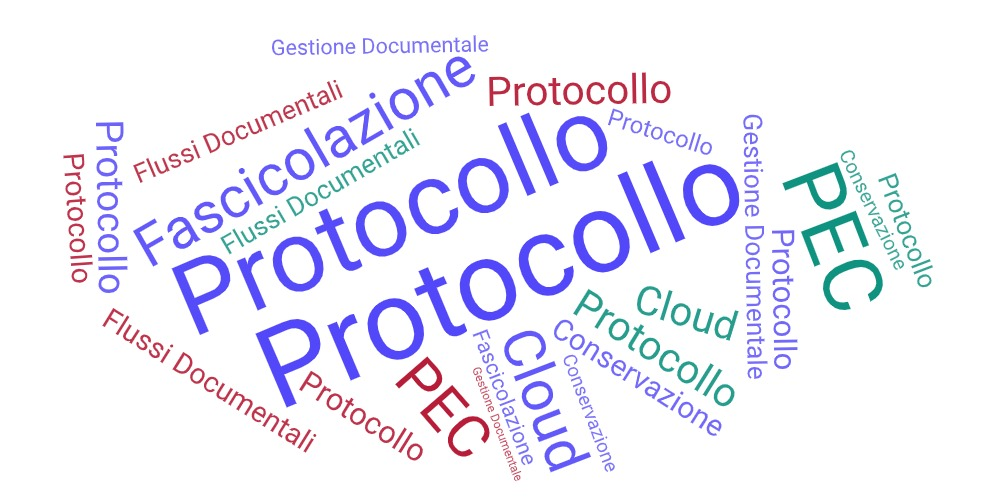 Gestione Documentale
Protocollo
Flussi Documentali
Fascicolazione
Flussi Documentali
Protocollo
Protocollo
Protocollo
Protocollo
Protocollo
Gestione Documentale
PEC
Conservazione
Protocollo
Protocollo
Cloud
Protocollo
Conservazione
Flussi Documentali
Protocollo
PEC
Fascicolazione
Gestione Documentale
Cloud
Conservazione